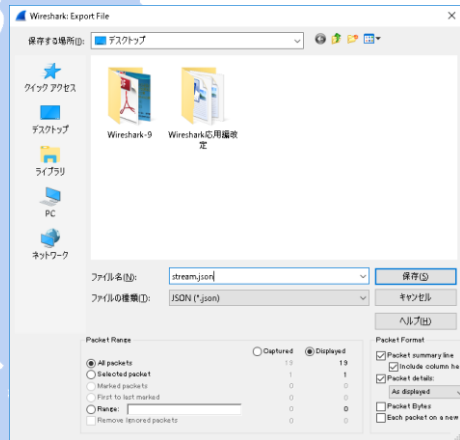 Wireshark: Export File
保存する場所(I):
デスクトップ
クイック アクセス
デスクトップ
ライブラリ
PC
ネットワーク
Wireshark-9
Wireshark応用編改
定
ファイル名(N):
stream.json
保存(S)
ファイルの種類(T):
JSON (*.json)
キャンセル
ヘルプ(H)
Packet Range
Captured
Displayed
All packets
19
19
Selected packet
1
1
Marked packets
0
0
First to last marked
0
0
Range:
0
0
Remove Ignored packets
0
0
Packet Format
Packet summary line
Include column he
Packet details:
As displayed
Packet Bytes
Each packet on a new